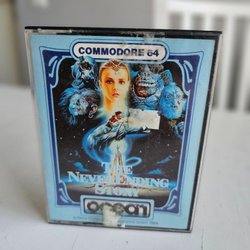 COMMODORE 64
THE
NEVERENDING
STORY
ocean